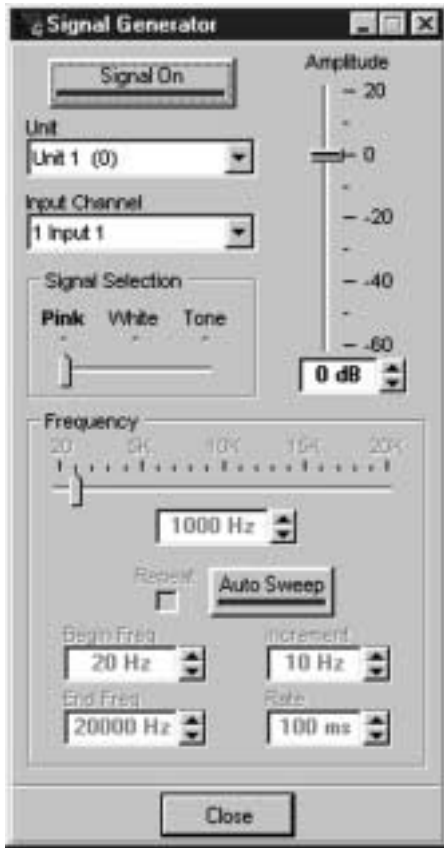 Signal Generator
Signal On
Amplitude
20
0
-20
-40
-60
0 dB
Unit
Unit 1 (0)
Input Channel
1 Input 1
Signal Selection
Pink White Tone
Frequency
20 5K 10K 15K 20K
1000 Hz
Repeat
Auto Sweep
Begin Freq Increment
20 Hz 10 Hz
End Freq Rate
20000 Hz 100 ms
Close